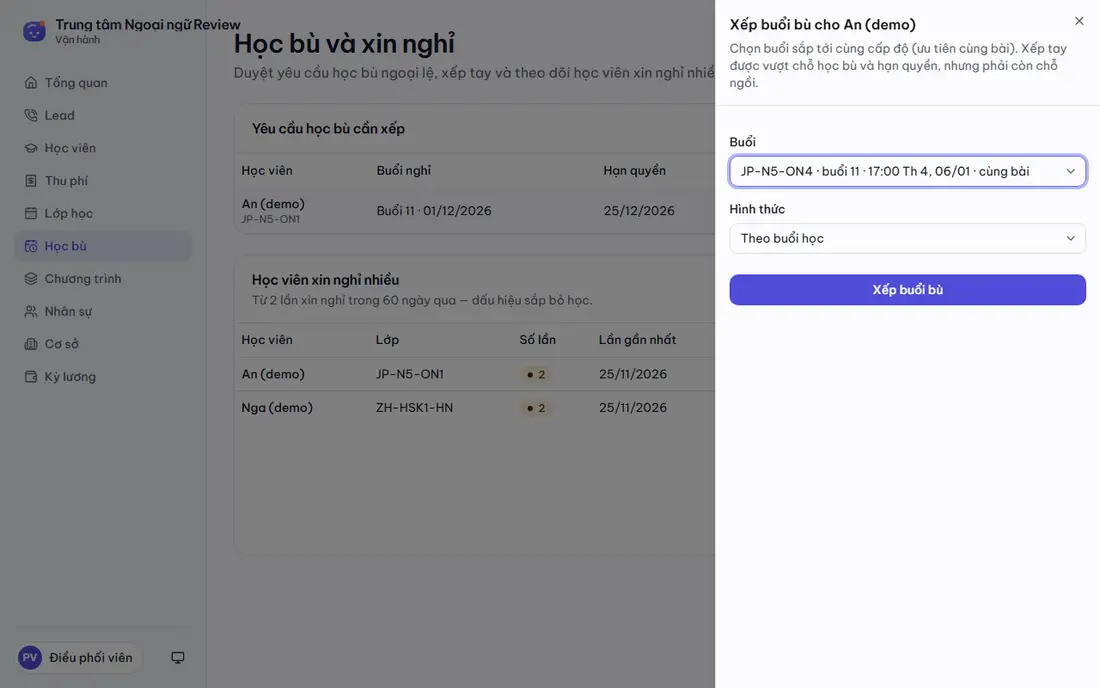 Trung tâm Ngoại ngữ Review
Vận hành
Tổng quan
Lead
Học viên
Thu phí
Lớp học
Học bù
Chương trình
Nhân sự
Cơ sở
Kỳ lương
PV
Điều phối viên
Học bù và xin nghỉ
Duyệt yêu cầu học bù ngoại lệ, xếp tay và theo dõi học viên xin nghỉ nhiề
Yêu cầu học bù cần xếp
Học viên Buổi nghỉ Hạn quyền
An (demo)
JP-N5-ON1
Buổi 11 · 01/12/2026 25/12/2026
Học viên xin nghỉ nhiều
Từ 2 lần xin nghỉ trong 60 ngày qua — dấu hiệu sắp bỏ học.
Học viên Lớp Số lần Lần gần nhất
An (demo) JP-N5-ON1 2 25/11/2026
Nga (demo) ZH-HSK1-HN 2 25/11/2026
Xếp buổi bù cho An (demo)
Chọn buổi sắp tới cùng cấp độ (ưu tiên cùng bài). Xếp tay
được vượt chỗ học bù và hạn quyền, nhưng phải còn chỗ
ngồi.
Buổi
JP-N5-ON4 · buổi 11 · 17:00 Th 4, 06/01 · cùng bài
Hình thức
Theo buổi học
Xếp buổi bù